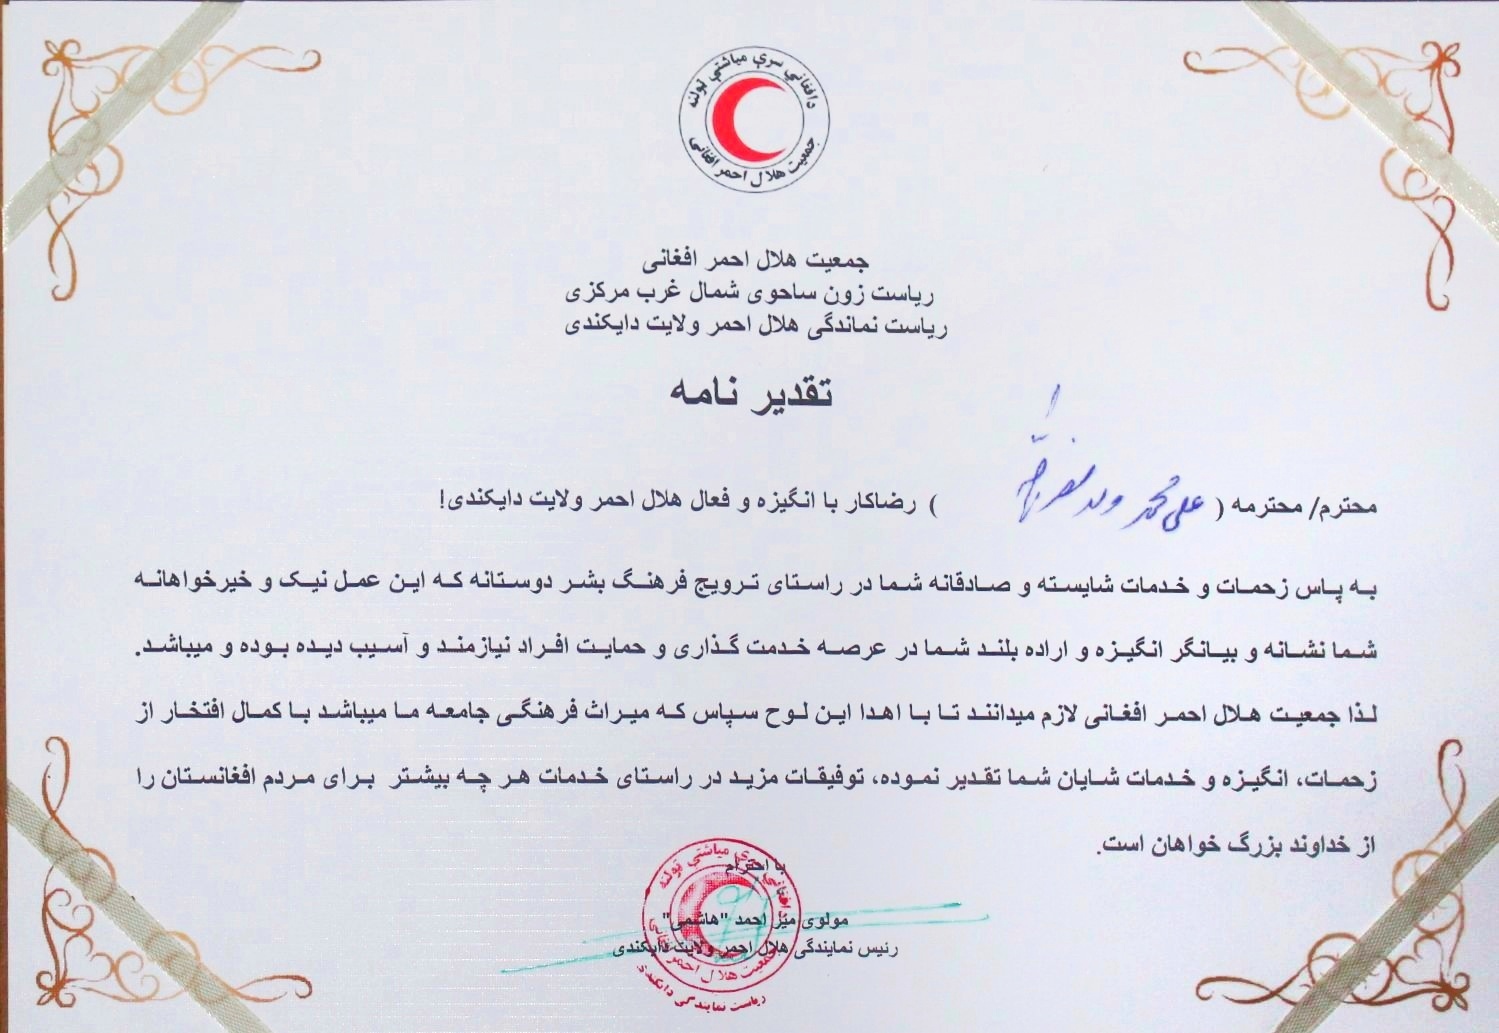 دافغاني سرې مياشتې ټولنه
جمعیت هلال احمر افغانی
جمعیت هلال احمر افغانی
ریاست زون ساحوی شمال غرب مرکزی
ریاست نماندگی هلال احمر ولایت دایکندی
تقدیر نامه
محترم/ محترمه ( علی محمد ولد ) رضاکار با انگیزه و فعال هلال احمر ولایت دایکندی!
به پاس زحمات و خدمات شایسته و صادقانه شما در راستای ترویج فرهنگ بشر دوستانه که این عمل نیک و خیرخواهانه
شما نشانه و بیانگر انگیزه و اراده بلند شما در عرصه خدمت گذاری و حمایت افراد نیازمند و آسیب دیده بوده و میباشد.
لذا جمعیت هلال احمر افغانی لازم میدانند تا با اهدا این لوح سپاس که میراث فرهنگی جامعه ما میباشد با کمال افتخار از
زحمات، انگیزه و خدمات شایان شما تقدیر نموده، توفیقات مزید در راستای خدمات هر چه بیشتر برای مردم افغانستان را
از خداوند بزرگ خواهان است.
با احترام
مولوی میر احمد "هاشمی"
رئیس نمایندگی هلال احمر ولایت دایکندی
دافغاني سرې مياشتې ټولنه
جمعیت هلال احمر افغانی
ریاست نمایندگی دایکندی